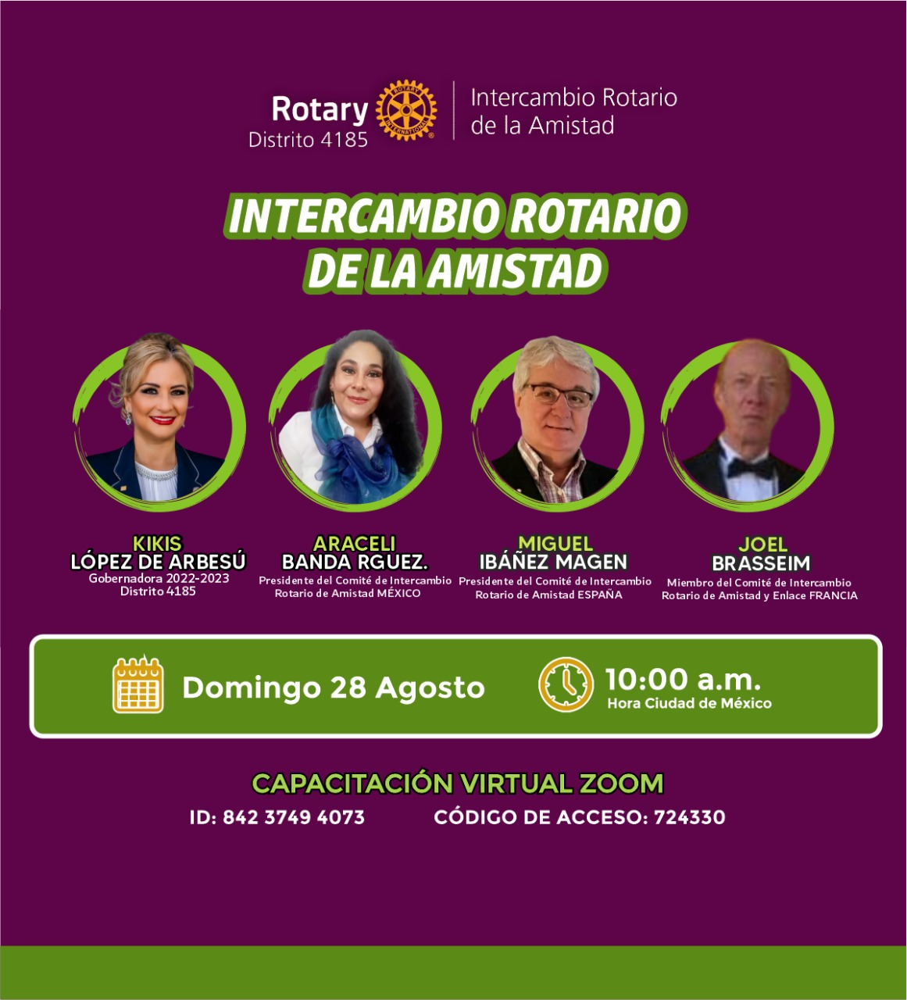 Rotary
Distrito 4185
ROTARY
INTERNATIONAL
Intercambio Rotario
de la Amistad
INTERCAMBIO ROTARIO
DE LA AMISTAD
KIKIS
LÓPEZ DE ARBESÚ
Gobernadora 2022-2023
Distrito 4185
ARACELI
BANDA RGUEZ.
Presidente del Comité de Intercambio
Rotario de Amistad MÉXICO
MIGUEL
IBÁÑEZ MAGEN
Presidente del Comité de Intercambio
Rotario de Amistad ESPAÑA
JOEL
BRASSEIM
Miembro del Comité de Intercambio
Rotario de Amistad y Enlace FRANCIA
Domingo 28 Agosto
10:00 a.m.
Hora Ciudad de México
CAPACITACIÓN VIRTUAL ZOOM
ID: 842 3749 4073
CÓDIGO DE ACCESO: 724330